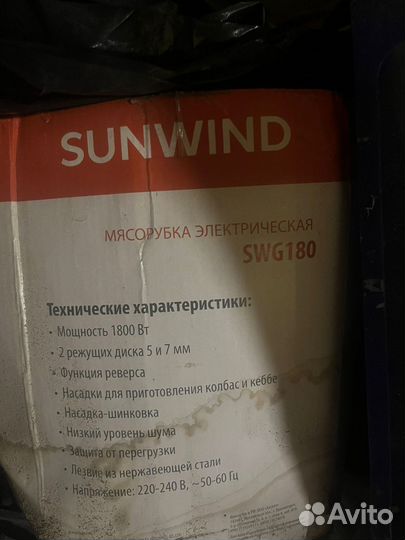 SUNWIND
МЯСОРУБКА ЭЛЕКТРИЧЕСКАЯ
SWG180
Технические характеристики:
• Мощность 1800 Вт
• 2 режущих диска 5 и 7 мм
• Функция реверса
• Насадки для приготовления колбас и кеббе
• Насадка-шинковка
• Низкий уровень шума
• Защита от перегрузки
• Лезвие из нержавеющей стали
• Напряжение: 220-240 В, ~50-60 Гц
Avito